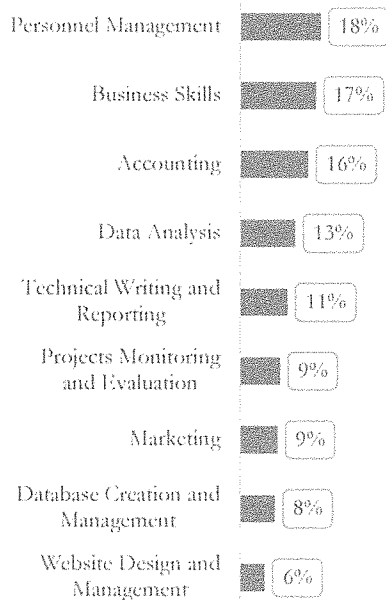 Personnel Management 18%
Business Skills 17%
Accounting 16%
Data Analysis 13%
Technical Writing and
Reporting 11%
Projects Monitoring
and Evaluation 9%
Marketing 9%
Database Creation and
Management 8%
Website Design and
Management 6%